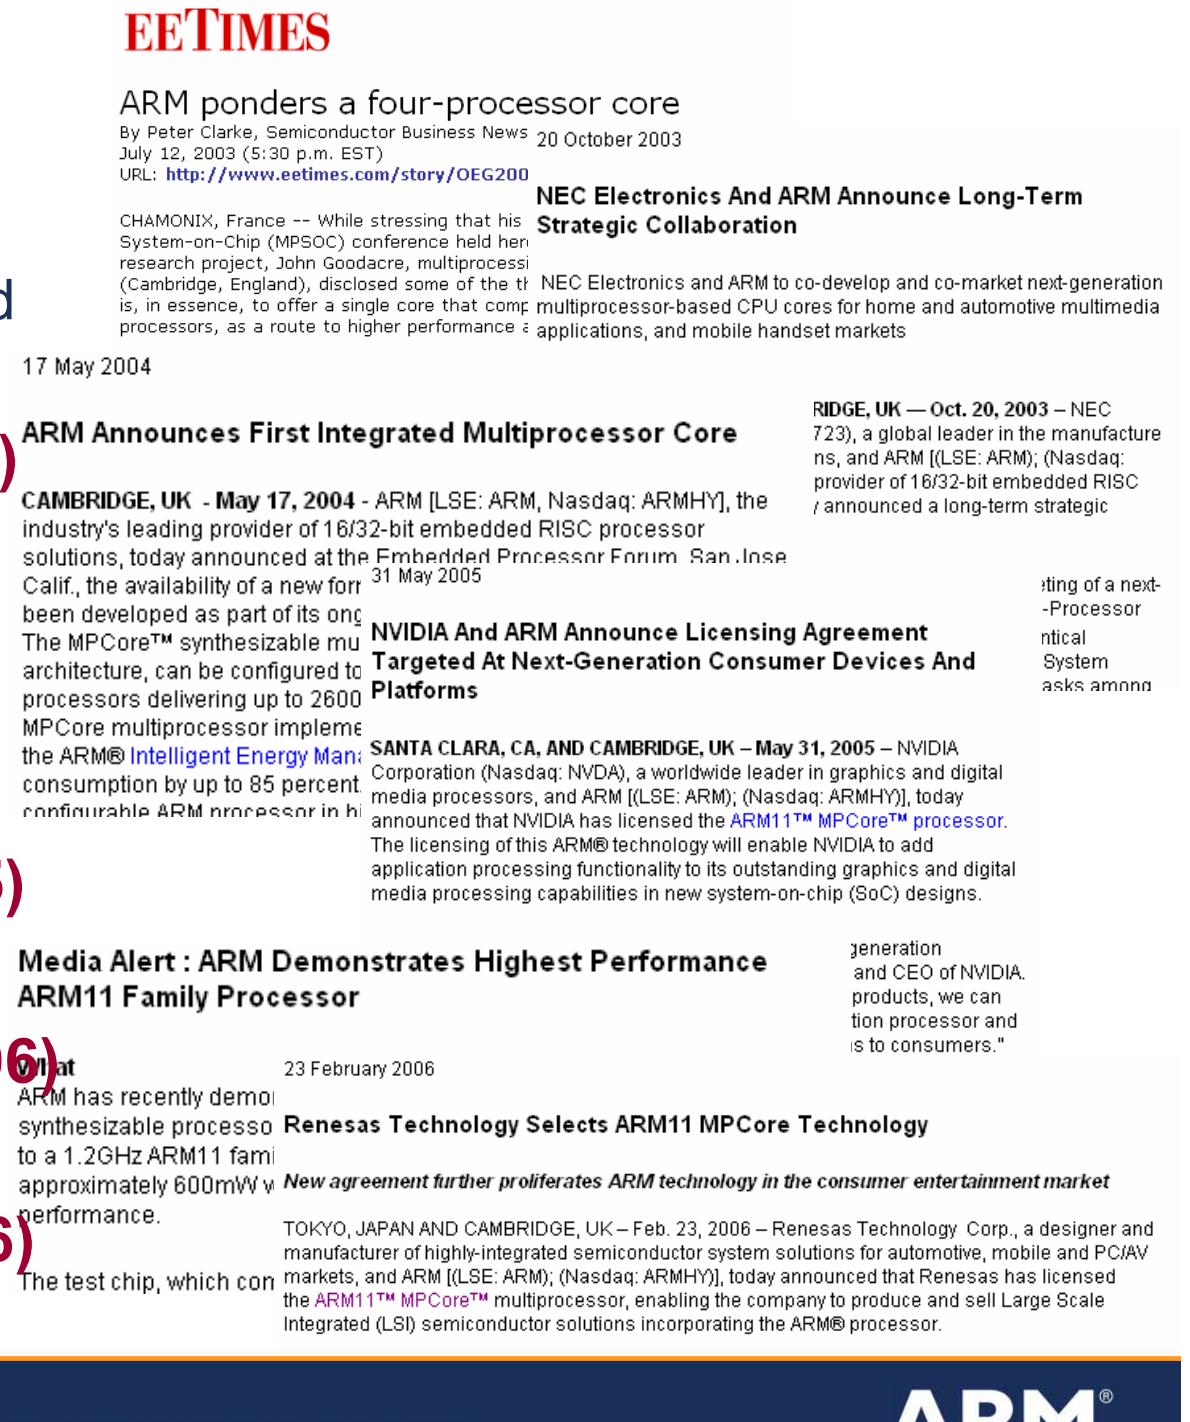 EETIMES
ARM ponders a four-processor core
By Peter Clarke, Semiconductor Business News
July 12, 2003 (5:30 p.m. EST)
URL: http://www.eetimes.com/story/OEG200
CHAMONIX, France -- While stressing that his
System-on-Chip (MPSOC) conference held here
research project, John Goodacre, multiprocessi
(Cambridge, England), disclosed some of the th
is, in essence, to offer a single core that comp
processors, as a route to higher performance a
20 October 2003
NEC Electronics And ARM Announce Long-Term
Strategic Collaboration
NEC Electronics and ARM to co-develop and co-market next-generation
multiprocessor-based CPU cores for home and automotive multimedia
applications, and mobile handset markets
RIDGE, UK — Oct. 20, 2003 – NEC
723), a global leader in the manufacture
ns, and ARM [(LSE: ARM); (Nasdaq:
provider of 16/32-bit embedded RISC
y announced a long-term strategic
eting of a next-
-Processor
ntical
System
asks among
d
17 May 2004
)
ARM Announces First Integrated Multiprocessor Core
CAMBRIDGE, UK - May 17, 2004 - ARM [LSE: ARM, Nasdaq: ARMHY], the
industry's leading provider of 16/32-bit embedded RISC processor
solutions, today announced at the Embedded Processor Forum, San Jose
Calif., the availability of a new forr
been developed as part of its ong
The MPCore™ synthesizable mu
architecture, can be configured to
processors delivering up to 2600
MPCore multiprocessor impleme
the ARM® Intelligent Energy Mana
consumption by up to 85 percent.
configurable ARM processor in hi
31 May 2005
NVIDIA And ARM Announce Licensing Agreement
Targeted At Next-Generation Consumer Devices And
Platforms
SANTA CLARA, CA, AND CAMBRIDGE, UK – May 31, 2005 – NVIDIA
Corporation (Nasdaq: NVDA), a worldwide leader in graphics and digital
media processors, and ARM [(LSE: ARM); (Nasdaq: ARMHY)], today
announced that NVIDIA has licensed the ARM11™ MPCore™ processor.
The licensing of this ARM® technology will enable NVIDIA to add
application processing functionality to its outstanding graphics and digital
media processing capabilities in new system-on-chip (SoC) designs.
generation
and CEO of NVIDIA.
products, we can
tion processor and
ns to consumers."
5)
Media Alert : ARM Demonstrates Highest Performance
ARM11 Family Processor
06)
What
ARM has recently demor
synthesizable processo
to a 1.2GHz ARM11 fami
approximately 600mW v
performance.
6)
The test chip, which con
23 February 2006
Renesas Technology Selects ARM11 MPCore Technology
New agreement further proliferates ARM technology in the consumer entertainment market
TOKYO, JAPAN AND CAMBRIDGE, UK – Feb. 23, 2006 – Renesas Technology Corp., a designer and
manufacturer of highly-integrated semiconductor system solutions for automotive, mobile and PC/AV
markets, and ARM [(LSE: ARM); (Nasdaq: ARMHY)], today announced that Renesas has licensed
the ARM11™ MPCore™ multiprocessor, enabling the company to produce and sell Large Scale
Integrated (LSI) semiconductor solutions incorporating the ARM® processor.
ARM®